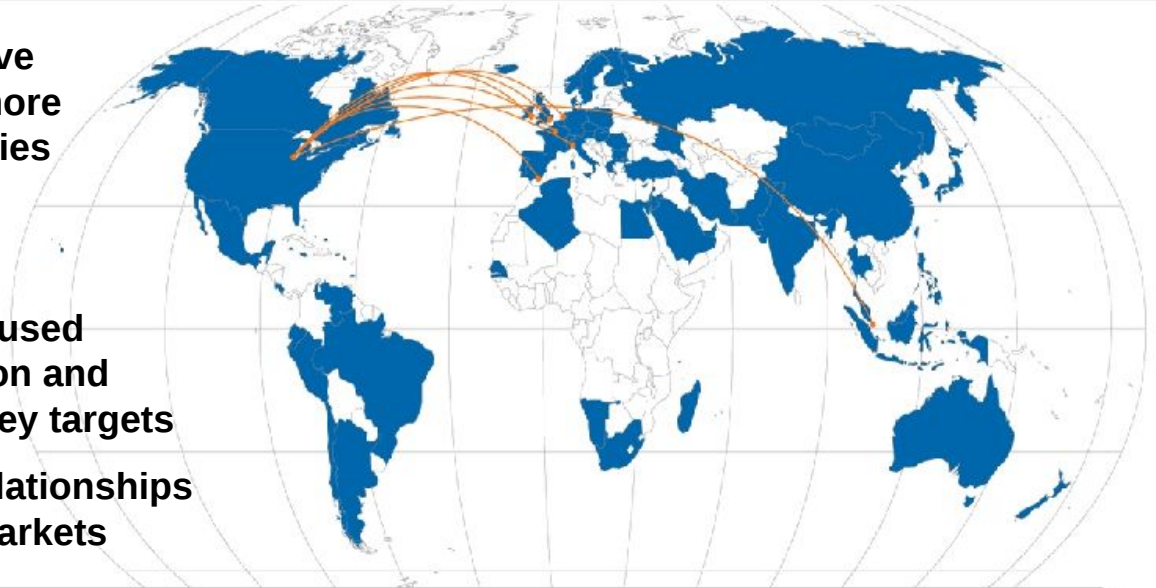 ve
nore
ies
used
on and
ey targets
lationships
arkets